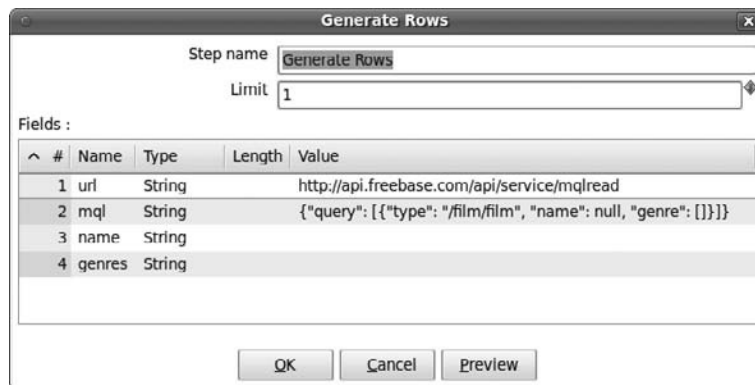 Generate Rows
Step name Generate Rows
Limit 1
Fields :
# Name Type Length Value
1 url String http://api.freebase.com/api/service/mqlread
2 mql String {"query": [{"type": "/film/film", "name": null, "genre": []}]}
3 name String
4 genres String
OK Cancel Preview